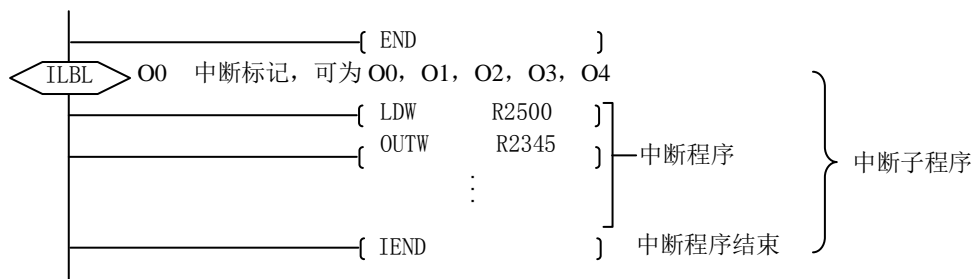 END
ILBL O0 中断标记，可为 O0，O1，O2，O3，O4
LDW R2500
OUTW R2345
中断程序
中断子程序
IEND 中断程序结束